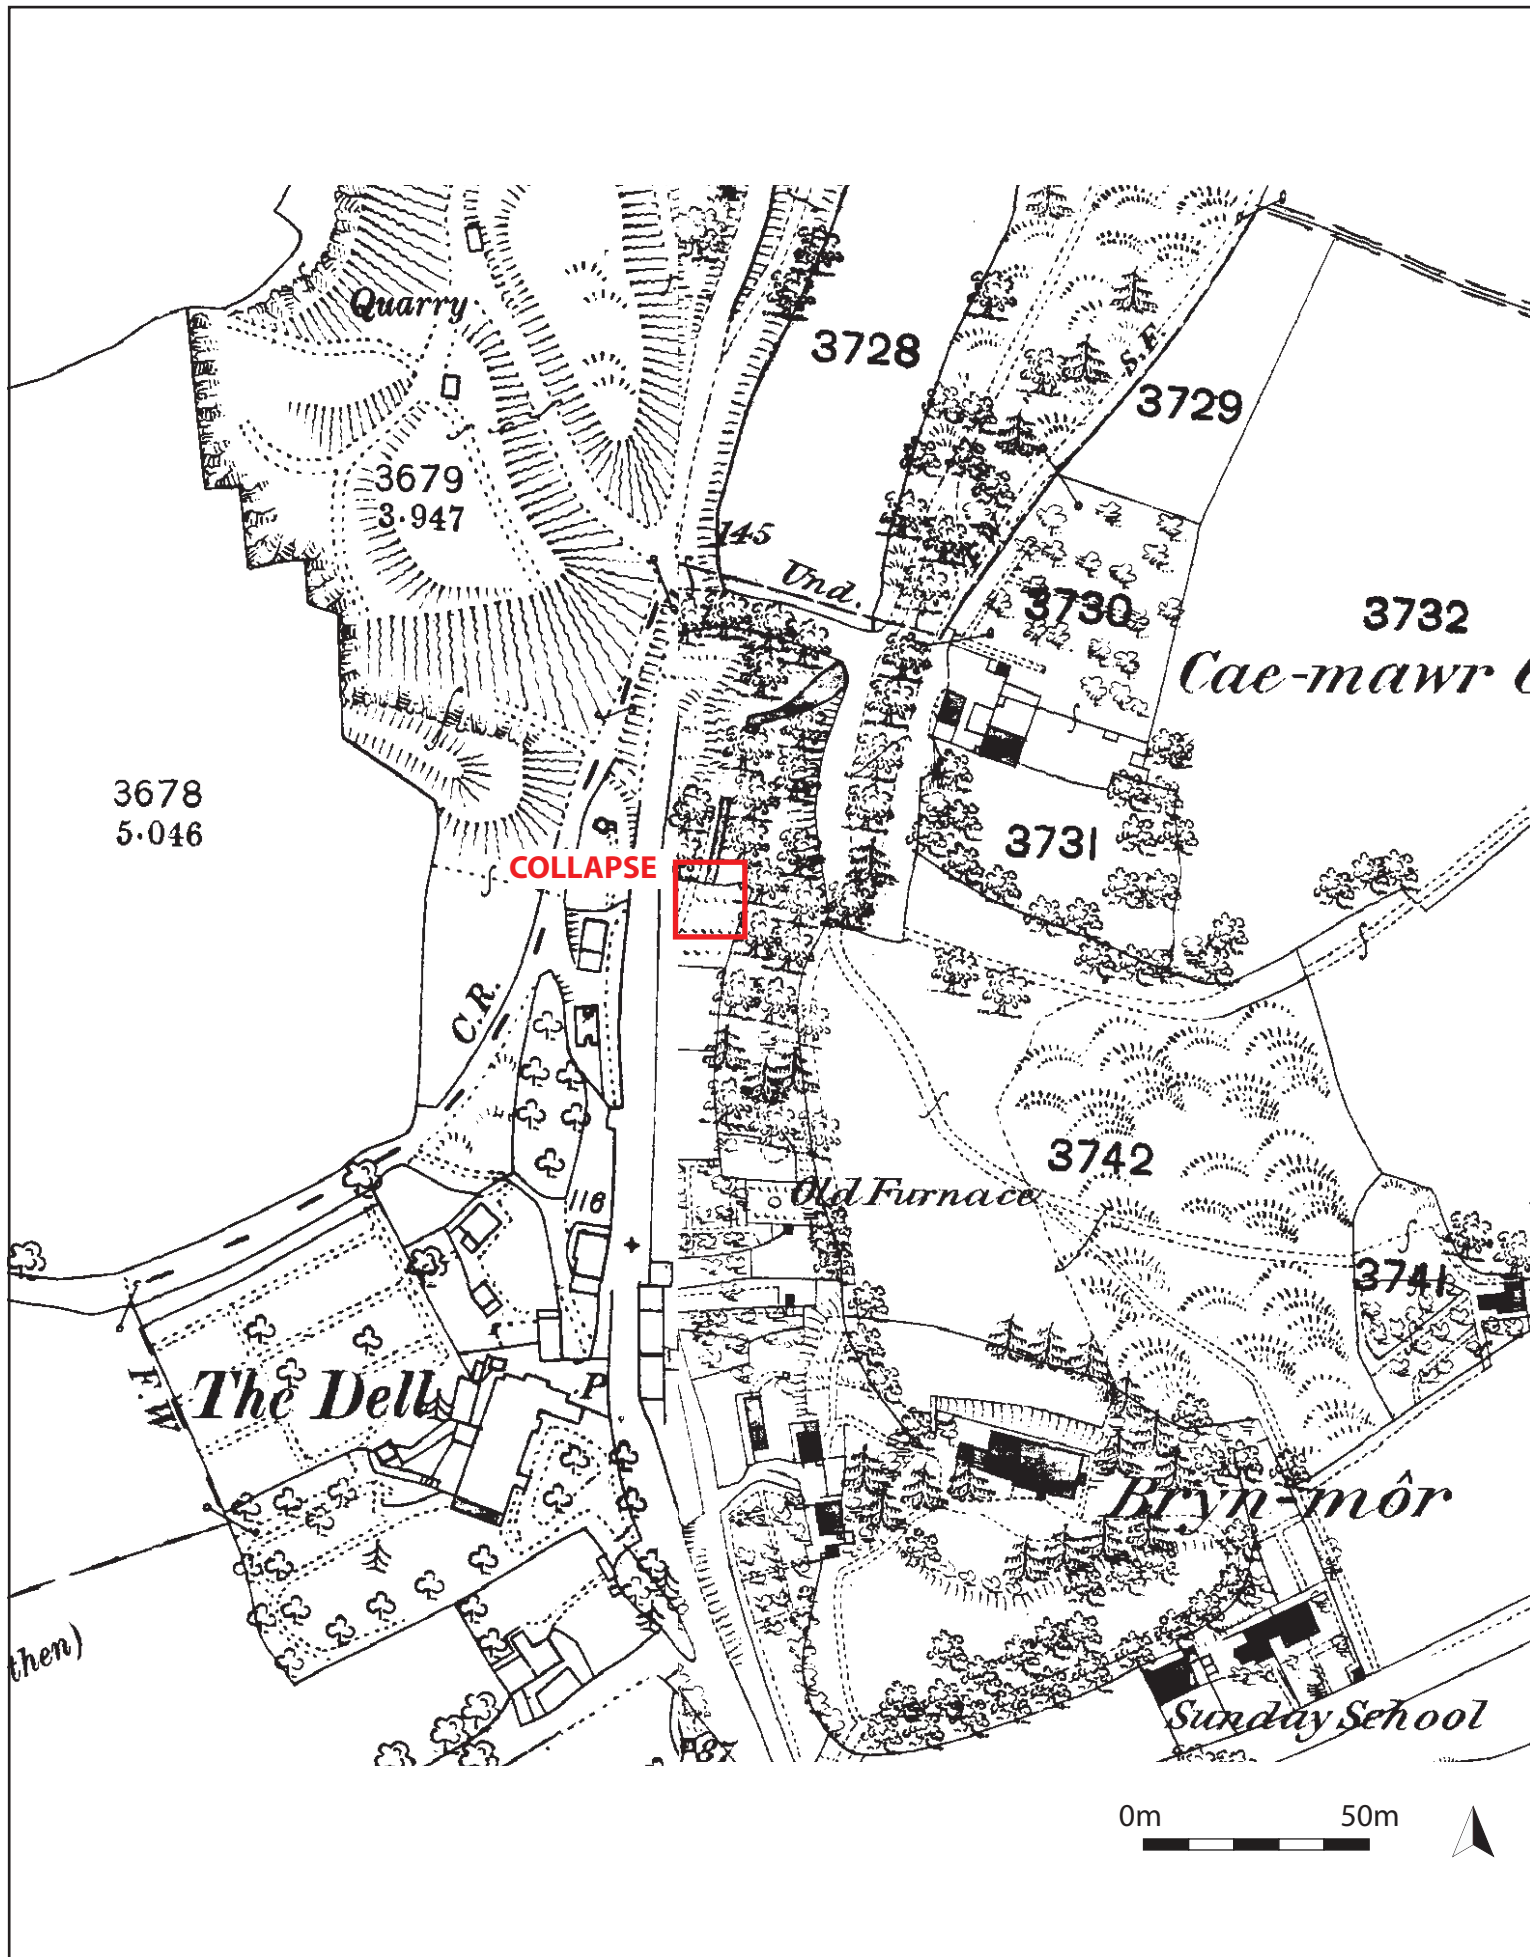 Quarry
3728
S.F.
3729
3679
3·947
145
Und.
3730
3732
Cae-mawr
3678
5·046
3731
COLLAPSE
C.R.
3742
Old Furnace
116
3741
F.W.
The Dell
P
Bryn-môr
then)
Sunday School
87
0m 50m